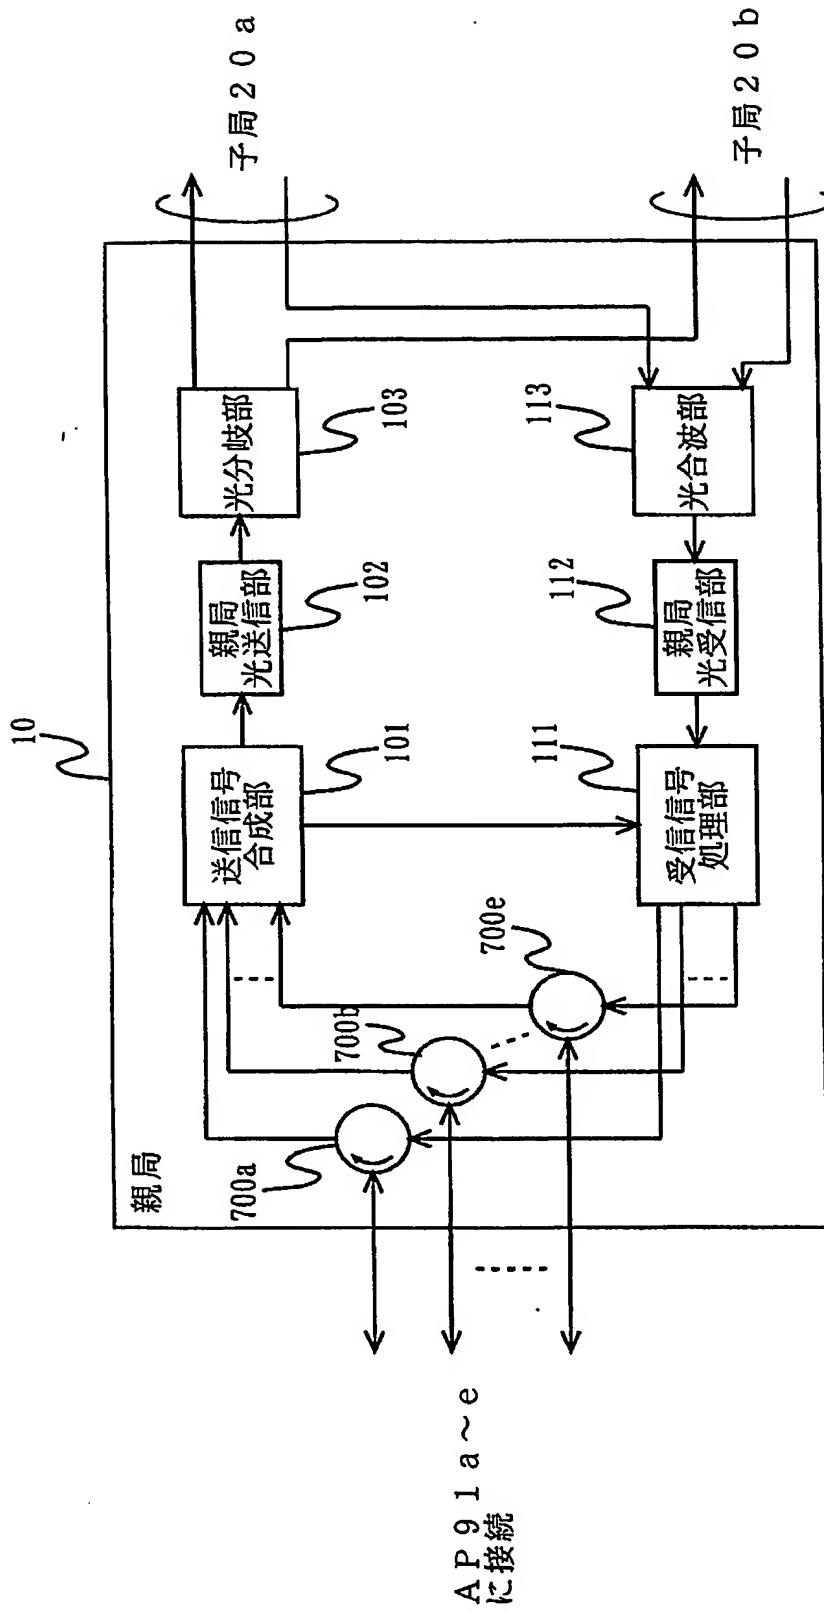 10
親局
AP91a~e
に接続
700a
700b
700e
送信信号
合成部
101
親局
光送信部
102
光分岐部
103
子局20a
受信信号
処理部
111
親局
光受信部
112
光合波部
113
子局20b